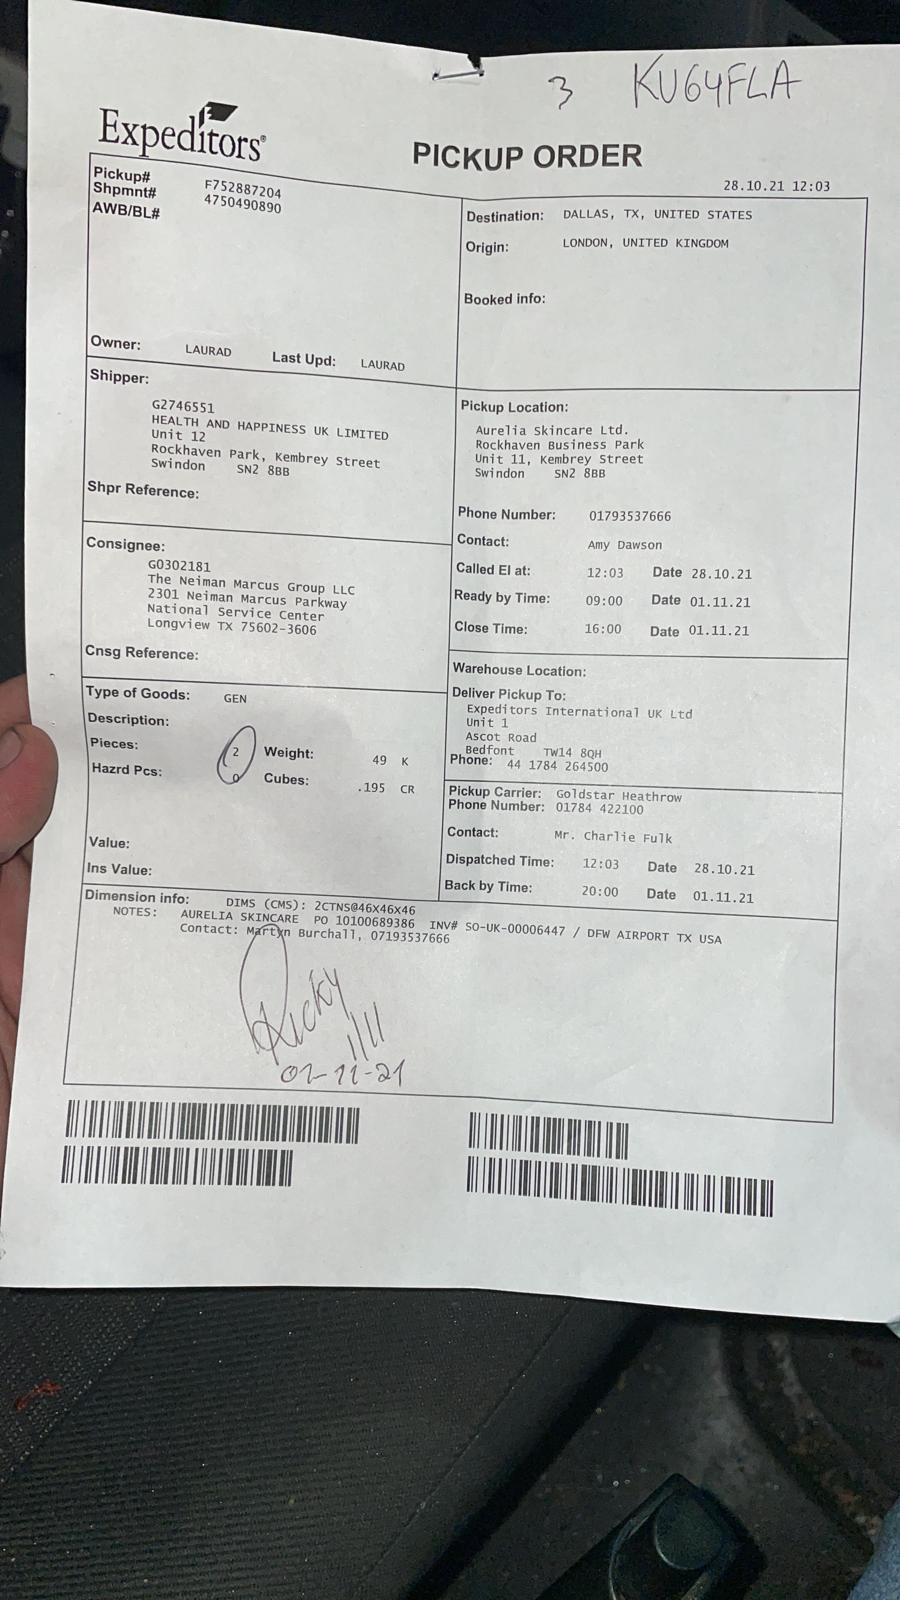 3 KU64FLA
Expeditors®
PICKUP ORDER
28.10.21 12:03
Pickup# F752887204
Shpmnt# 4750490890
AWB/BL#
Owner: LAURAD Last Upd: LAURAD
Destination: DALLAS, TX, UNITED STATES
Origin: LONDON, UNITED KINGDOM
Booked info:
Shipper:
G2746551
HEALTH AND HAPPINESS UK LIMITED
Unit 12
Rockhaven Park, Kembrey Street
Swindon SN2 8BB
Shpr Reference:
Pickup Location:
Aurelia Skincare Ltd.
Rockhaven Business Park
Unit 11, Kembrey Street
Swindon SN2 8BB
Phone Number: 01793537666
Contact: Amy Dawson
Called EI at: 12:03 Date 28.10.21
Ready by Time: 09:00 Date 01.11.21
Close Time: 16:00 Date 01.11.21
Consignee:
G0302181
The Neiman Marcus Group LLC
2301 Neiman Marcus Parkway
National Service Center
Longview TX 75602-3606
Cnsg Reference:
Warehouse Location:
Deliver Pickup To:
Expeditors International UK Ltd
Unit 1
Ascot Road
Bedfont TW14 8QH
Phone: 44 1784 264500
Type of Goods: GEN
Description:
Pieces: 2 Weight: 49 K
Hazrd Pcs: 0 Cubes: .195 CR
Value:
Ins Value:
Pickup Carrier: Goldstar Heathrow
Phone Number: 01784 422100
Contact: Mr. Charlie Fulk
Dispatched Time: 12:03 Date 28.10.21
Back by Time: 20:00 Date 01.11.21
Dimension info: DIMS (CMS): 2CTNS@46X46X46
NOTES: AURELIA SKINCARE PO 10100689386 INV# SO-UK-00006447 / DFW AIRPORT TX USA
Contact: Martyn Burchall, 07193537666
Ricky
1/11
01-11-21